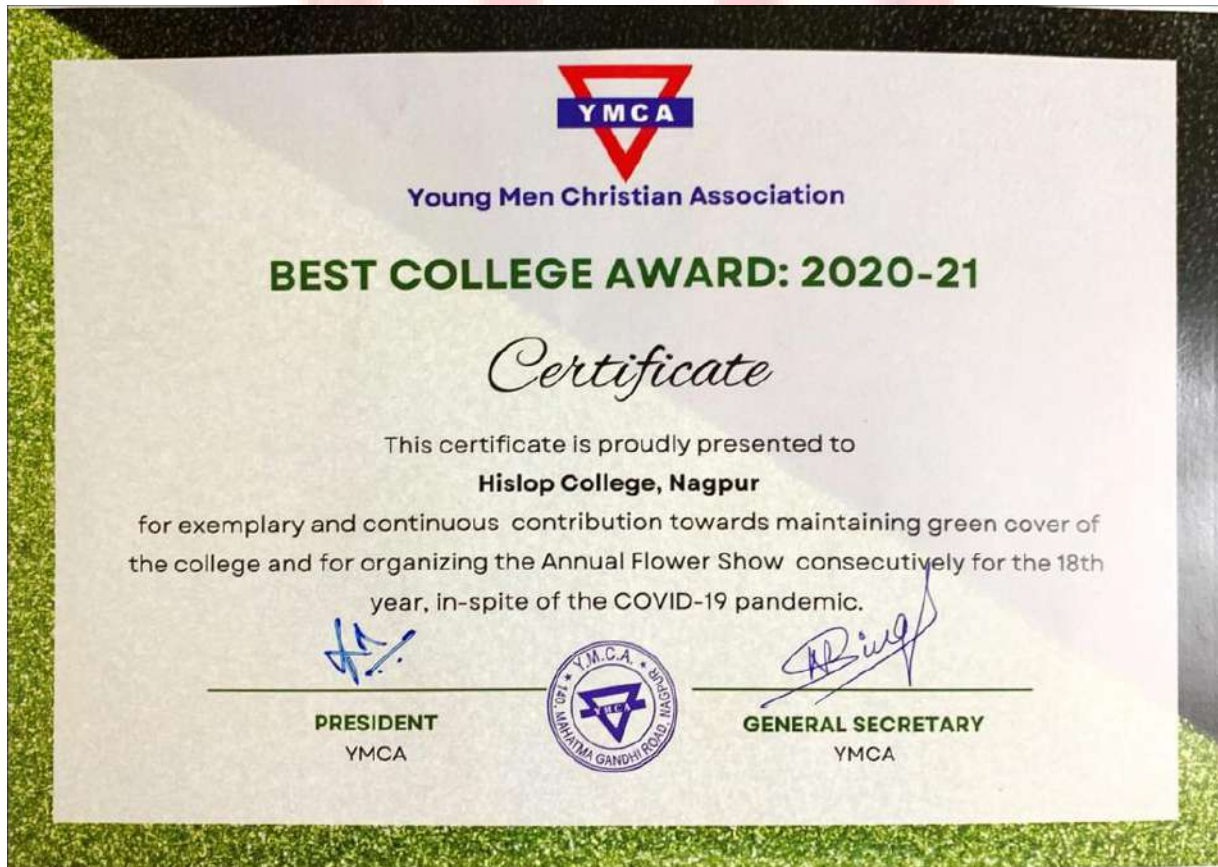 YMCA
Young Men Christian Association
BEST COLLEGE AWARD: 2020-21
Certificate
This certificate is proudly presented to
Hislop College, Nagpur
for exemplary and continuous contribution towards maintaining green cover of
the college and for organizing the Annual Flower Show consecutively for the 18th
year, in-spite of the COVID-19 pandemic.
Y.M.C.A.
140, MAHATMA GANDHI ROAD, NAGPUR
YMCA
PRESIDENT
YMCA
GENERAL SECRETARY
YMCA